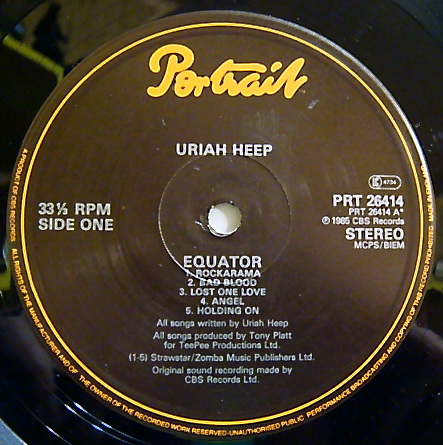 Portrait
URIAH HEEP
4734
33⅓ RPM
SIDE ONE
PRT 26414
PRT 26414 A*
℗ 1985 CBS Records
STEREO
MCPS/BIEM
EQUATOR
1. ROCKARAMA
2. BAD BLOOD
3. LOST ONE LOVE
4. ANGEL
5. HOLDING ON
All songs written by Uriah Heep
All songs produced by Tony Platt
for TeePee Productions Ltd.
(1-5) Strawstar/Zomba Music Publishers Ltd.
Original sound recording made by
CBS Records Ltd.
A PRODUCT OF CBS RECORDS. ALL RIGHTS OF THE MANUFACTURER AND OF THE OWNER OF THE RECORDED WORK RESERVED-UNAUTHORISED PUBLIC PERFORMANCE BROADCASTING AND COPYING OF THIS RECORD PROHIBITED.